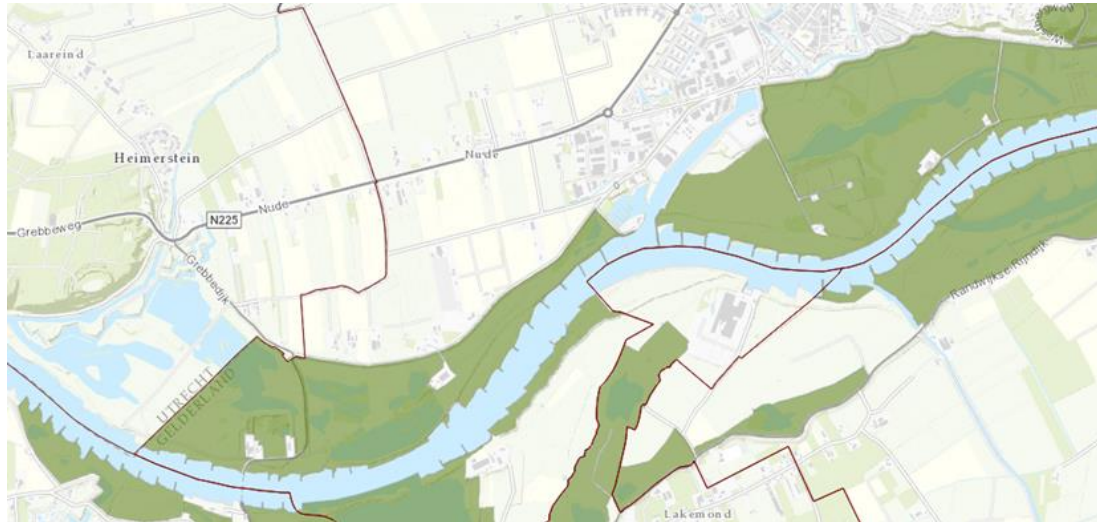 Laareind
Heimerstein
Nude
Nude
N225
Grebbeweg
Grebbedijk
Randwijkse Rijndijk
UTRECHT
GELDERLAND
Lakemond